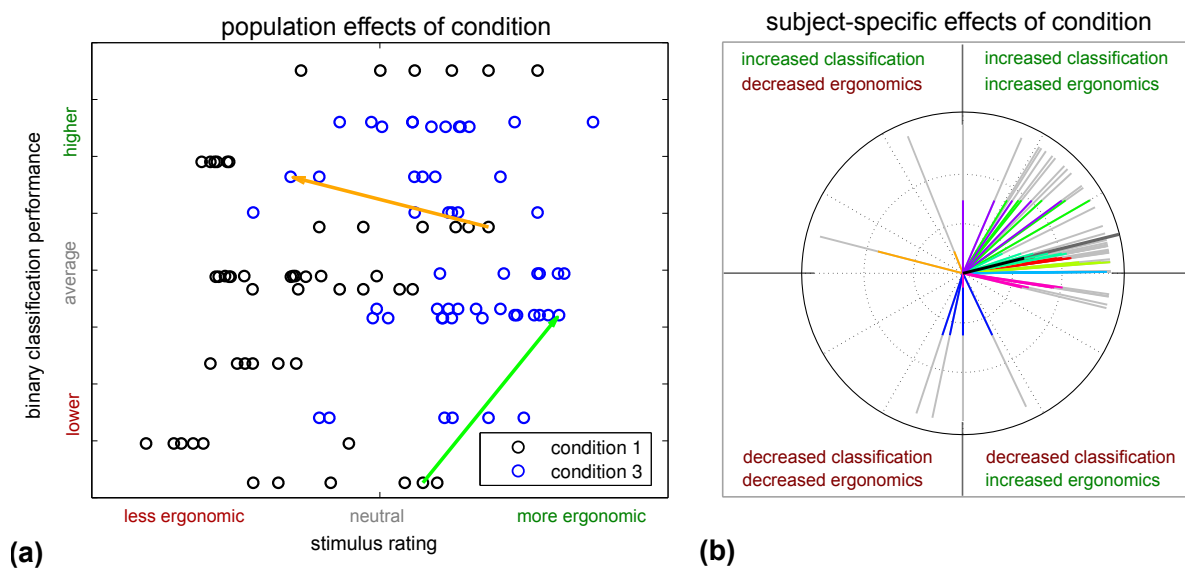 population effects of condition
binary classification performance
higher
average
lower
condition 1
condition 3
less ergonomic
neutral
more ergonomic
stimulus rating
(a)
subject-specific effects of condition
increased classification
decreased ergonomics
increased classification
increased ergonomics
decreased classification
decreased ergonomics
decreased classification
increased ergonomics
(b)